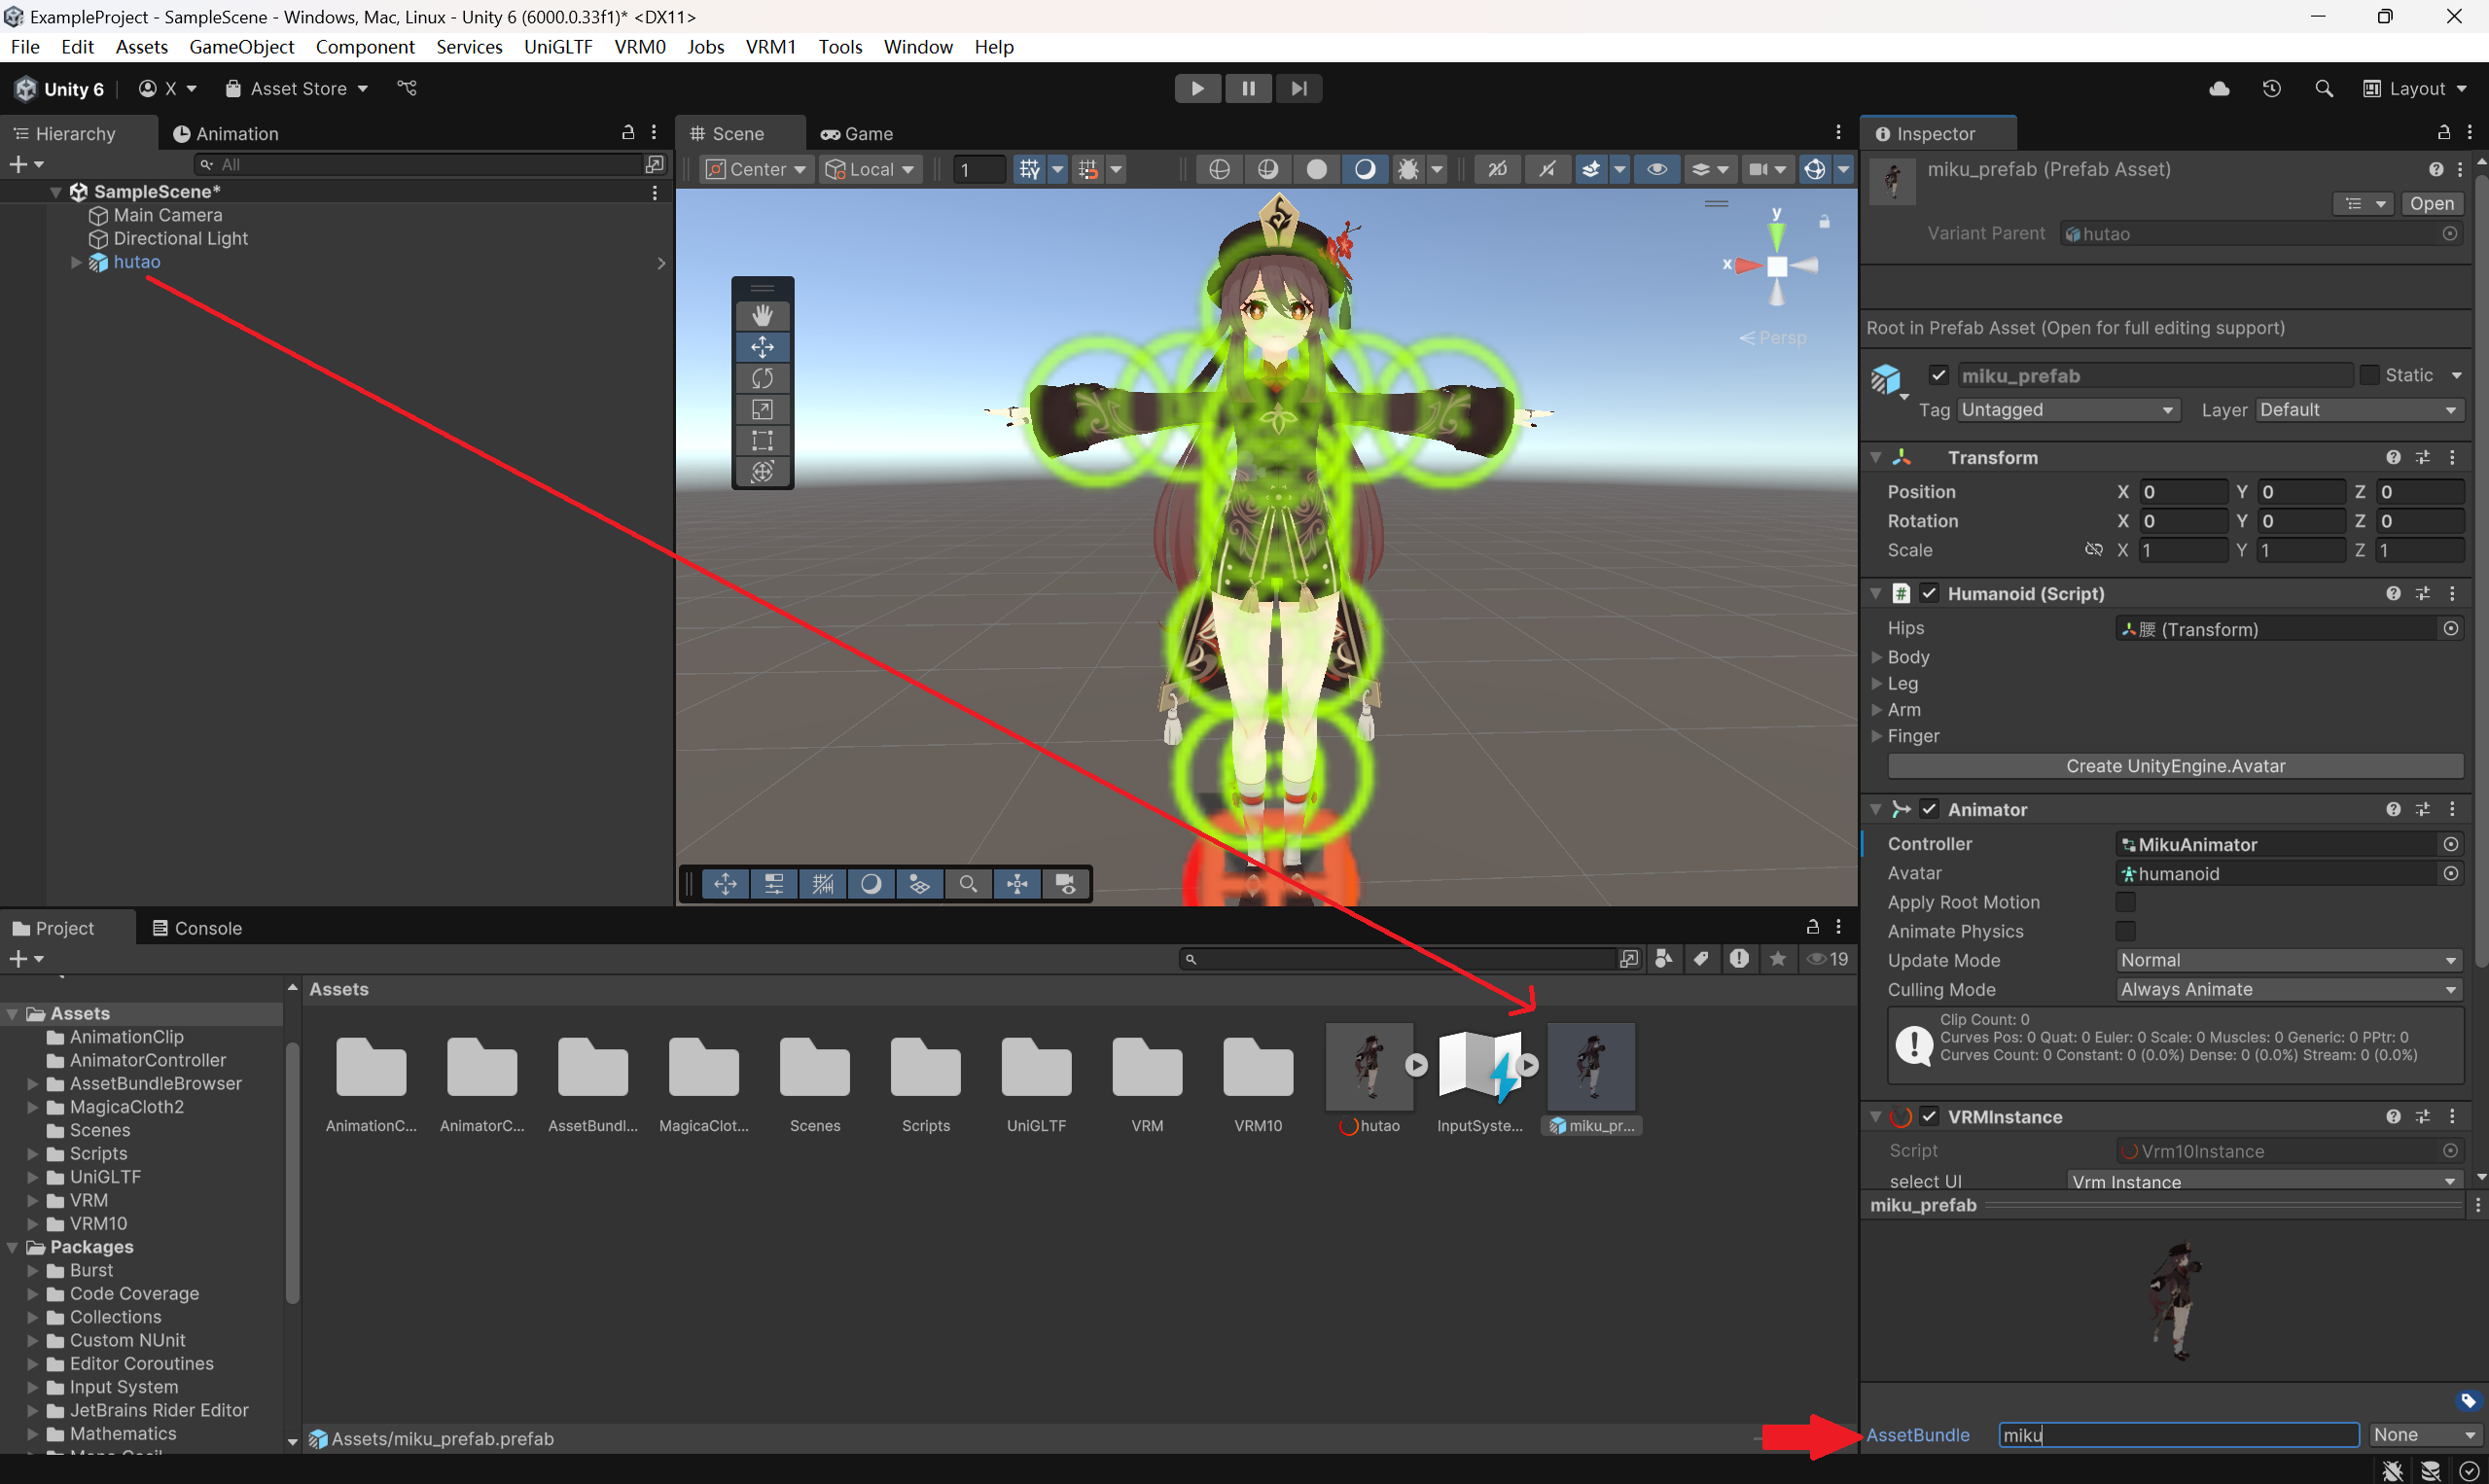 ExampleProject - SampleScene - Windows, Mac, Linux - Unity 6 (6000.0.33f1)* <DX11>
File Edit Assets GameObject Component Services UniGLTF VRM0 Jobs VRM1 Tools Window Help
Unity 6 X Asset Store Layout
Hierarchy Animation
All
SampleScene*
Main Camera
Directional Light
hutao
Scene Game
Center Local 1 2D
y
x
Persp
Project Console
19
Assets
AnimationClip
AnimatorController
AssetBundleBrowser
MagicaCloth2
Scenes
Scripts
UniGLTF
VRM
VRM10
Packages
Burst
Code Coverage
Collections
Custom NUnit
Editor Coroutines
Input System
JetBrains Rider Editor
Mathematics
Assets
AnimationC... AnimatorC... AssetBundl... MagicaClot... Scenes Scripts UniGLTF VRM VRM10 hutao InputSyste... miku_pr...
Assets/miku_prefab.prefab
Inspector
miku_prefab (Prefab Asset)
Open
Variant Parent hutao
Root in Prefab Asset (Open for full editing support)
miku_prefab Static
Tag Untagged Layer Default
Transform
Position X 0 Y 0 Z 0
Rotation X 0 Y 0 Z 0
Scale X 1 Y 1 Z 1
# Humanoid (Script)
Hips 腰 (Transform)
Body
Leg
Arm
Finger
Create UnityEngine.Avatar
Animator
Controller MikuAnimator
Avatar humanoid
Apply Root Motion
Animate Physics
Update Mode Normal
Culling Mode Always Animate
Clip Count: 0
Curves Pos: 0 Quat: 0 Euler: 0 Scale: 0 Muscles: 0 Generic: 0 PPtr: 0
Curves Count: 0 Constant: 0 (0.0%) Dense: 0 (0.0%) Stream: 0 (0.0%)
VRMInstance
Script Vrm10Instance
select UI Vrm Instance
miku_prefab
AssetBundle miku None